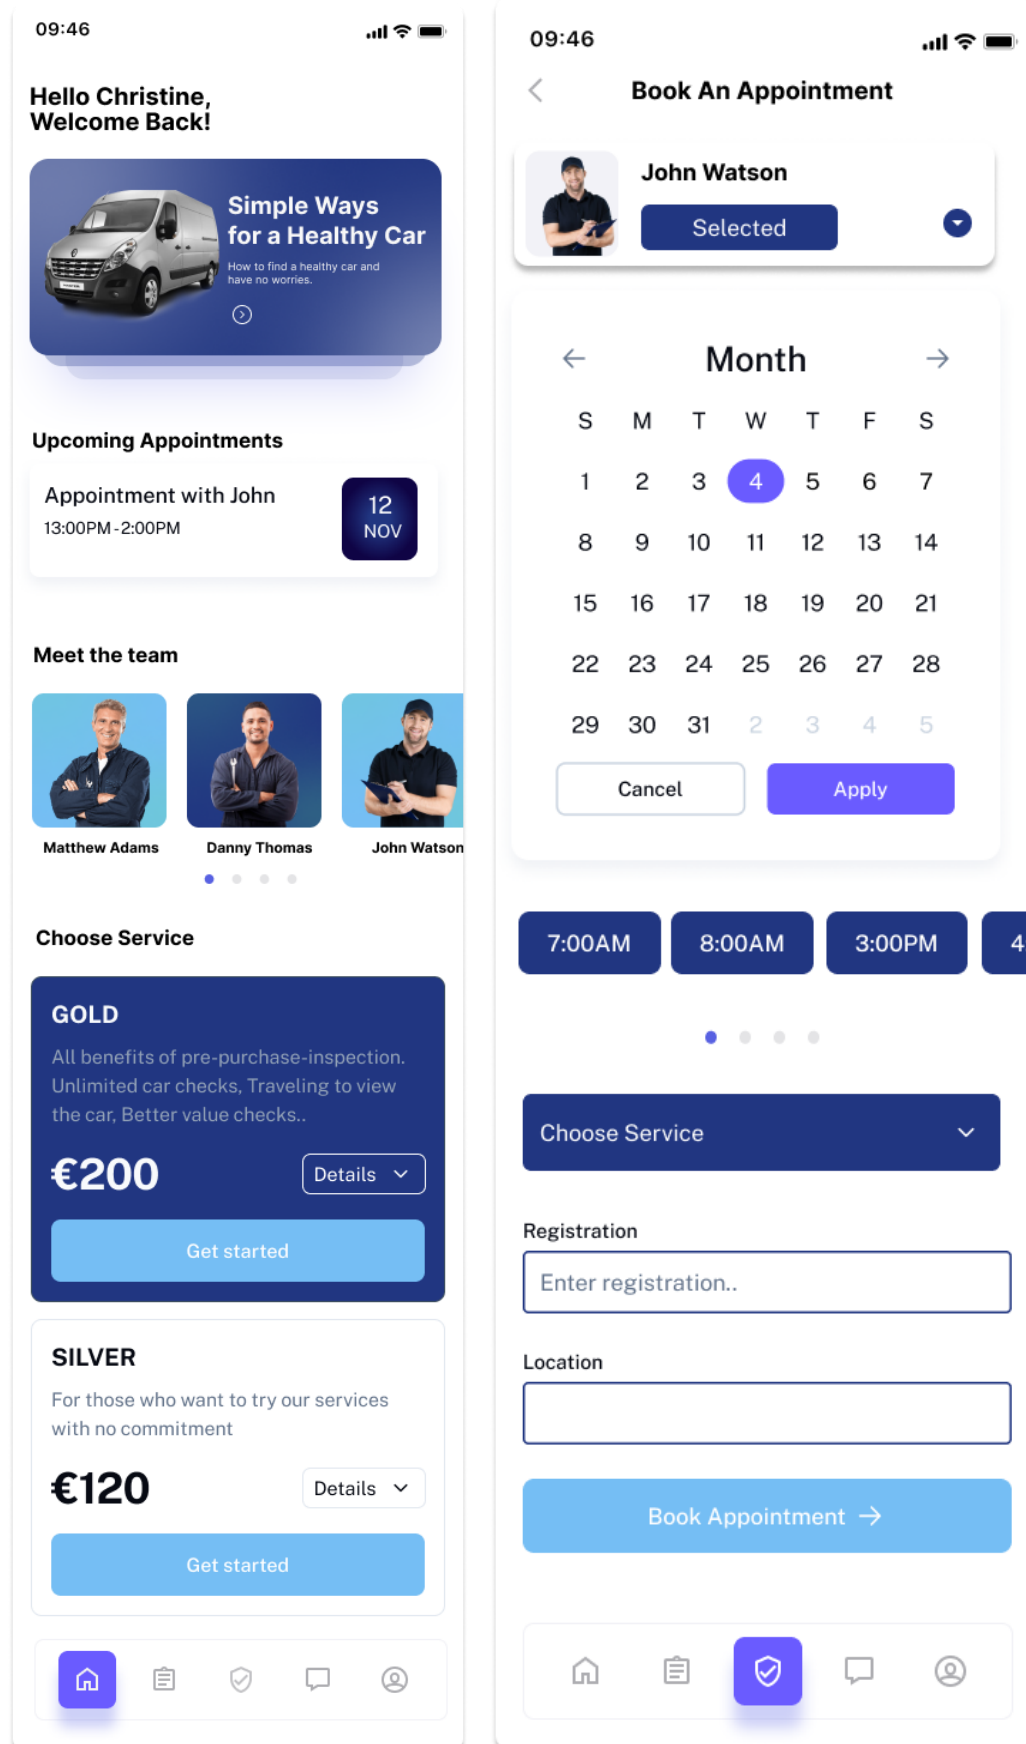 09:46
Hello Christine,
Welcome Back!
Simple Ways
for a Healthy Car
How to find a healthy car and
have no worries.
Upcoming Appointments
Appointment with John
13:00PM-2:00PM
12
NOV
Meet the team
Matthew Adams
Danny Thomas
John Watson
Choose Service
GOLD
All benefits of pre-purchase-inspection.
Unlimited car checks, Traveling to view
the car, Better value checks..
€200
Details
Get started
SILVER
For those who want to try our services
with no commitment
€120
Details
Get started
09:46
Book An Appointment
John Watson
Selected
Month
S M T W T F S
1 2 3 4 5 6 7
8 9 10 11 12 13 14
15 16 17 18 19 20 21
22 23 24 25 26 27 28
29 30 31 2 3 4 5
Cancel
Apply
7:00AM
8:00AM
3:00PM
4
Choose Service
Registration
Enter registration..
Location
Book Appointment →